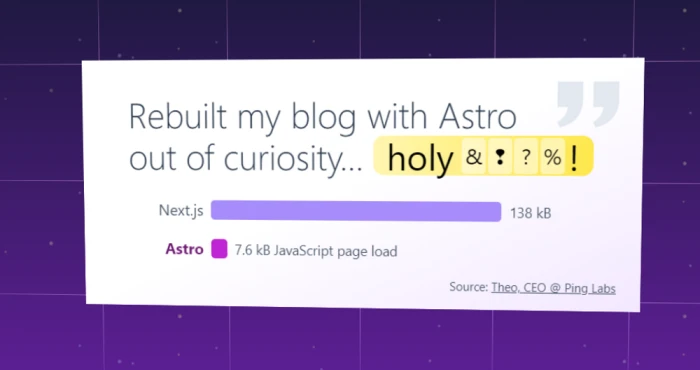 Rebuilt my blog with Astro
out of curiosity... holy &❢?%!
Next.js 138 kB
Astro 7.6 kB JavaScript page load
Source: Theo, CEO @ Ping Labs